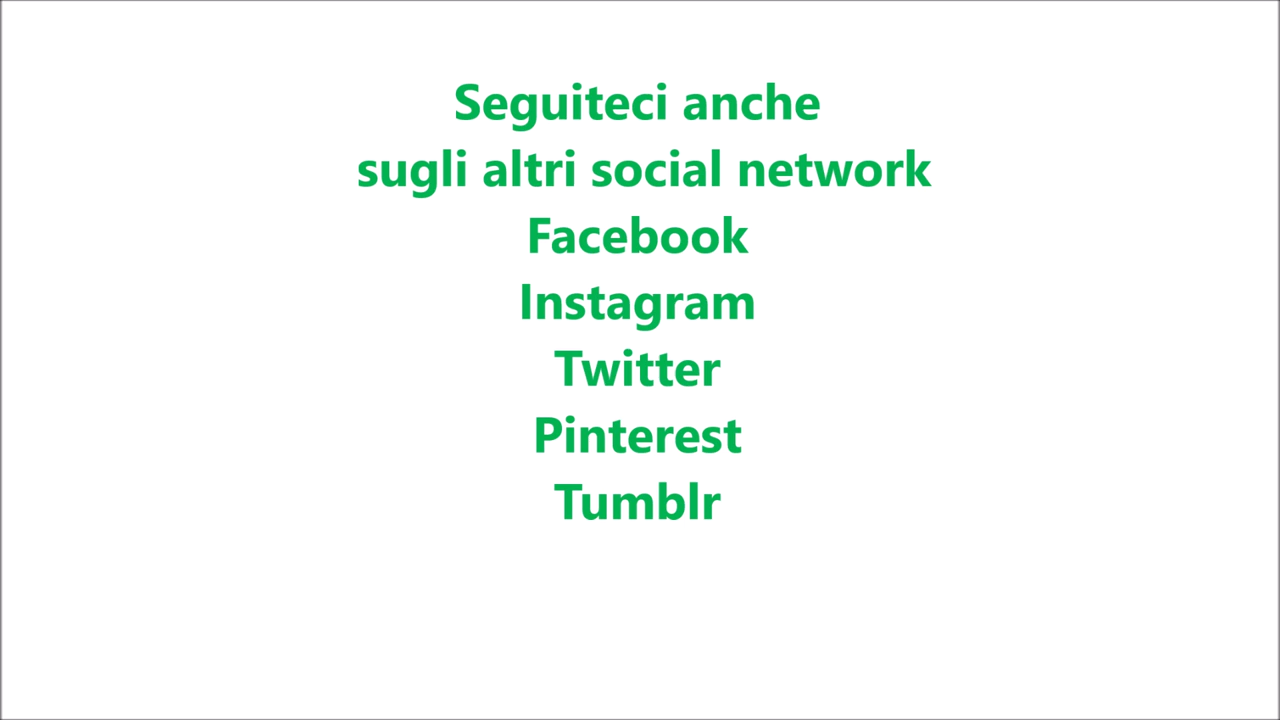 Seguiteci anche
sugli altri social network
Facebook
Instagram
Twitter
Pinterest
Tumblr